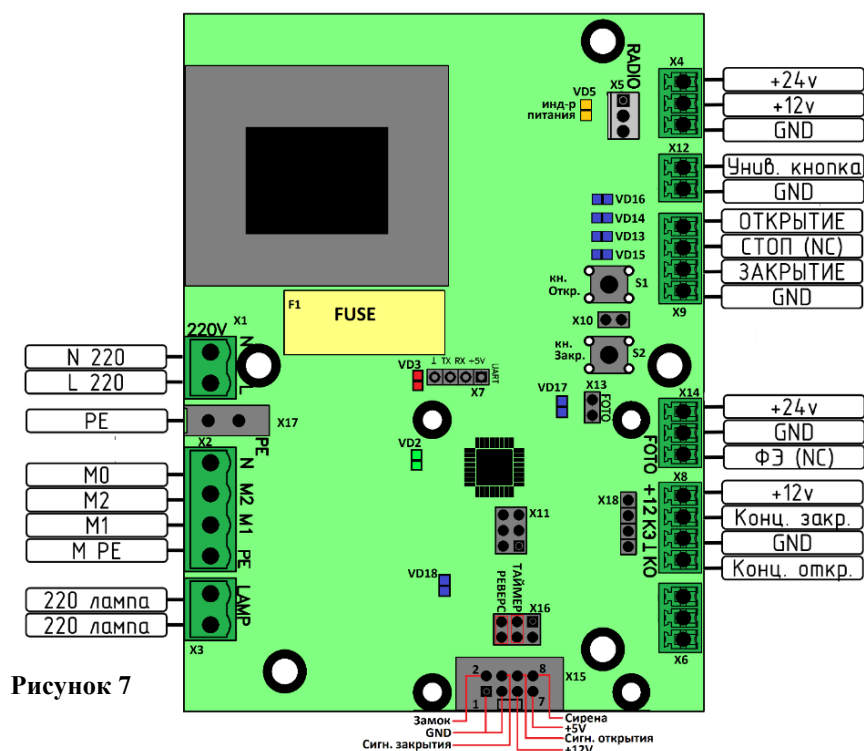 RADIO
X4
+24v
X5
VD5
инд-р
питания
+12v
GND
X12
Унив. кнопка
GND
VD16
VD14
VD13
VD15
ОТКРЫТИЕ
СТОП (NC)
ЗАКРЫТИЕ
GND
X9
кн.
Откр.
S1
X10
кн.
Закр.
S2
F1
FUSE
220V
X1
N
L
N 220
L 220
PE
X17
PE
VD3
⊥ TX RX +5V
UART
X7
VD17
X13
FOTO
X14
+24v
GND
ФЭ (NC)
FOTO
X2
N
M2
M1
PE
M0
M2
M1
M PE
VD2
X11
X18
X8
+12 КЗ ⊥ КО
+12v
Конц. закр.
GND
Конц. откр.
VD18
РЕВЕРС
ТАЙМЕР
X16
LAMP
220 лампа
220 лампа
X3
X6
Рисунок 7
2
8
X15
1
7
Замок
GND
Сигн. закрытия
Сирена
+5V
Сигн. открытия
+12V